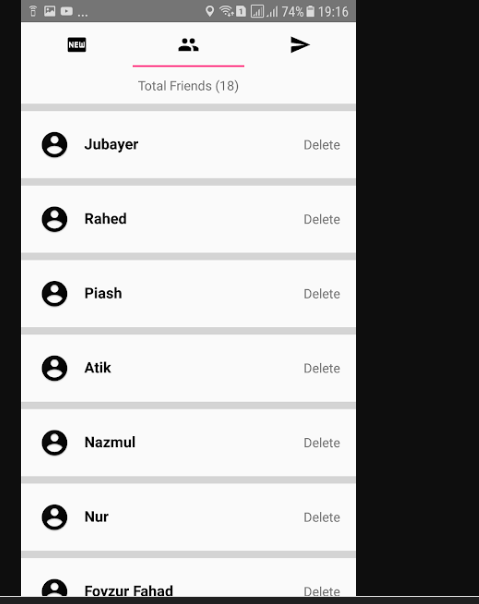 ... 1 74% 19:16
NEW
Total Friends (18)
Jubayer Delete
Rahed Delete
Piash Delete
Atik Delete
Nazmul Delete
Nur Delete
Foyzur Fahad Delete